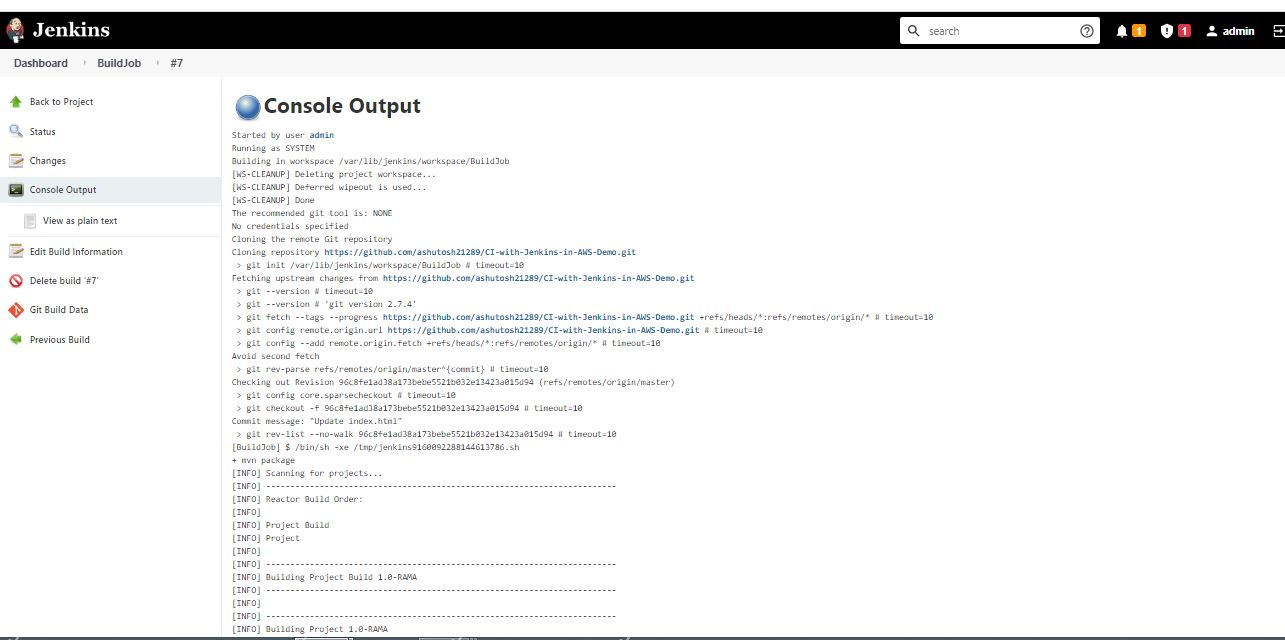 Jenkins
search
1
1
admin
Dashboard
BuildJob
#7
Back to Project
Status
Changes
Console Output
View as plain text
Edit Build Information
Delete build '#7'
Git Build Data
Previous Build
Console Output
Started by user admin
Running as SYSTEM
Building in workspace /var/lib/jenkins/workspace/BuildJob
[WS-CLEANUP] Deleting project workspace...
[WS-CLEANUP] Deferred wipeout is used...
[WS-CLEANUP] Done
The recommended git tool is: NONE
No credentials specified
Cloning the remote Git repository
Cloning repository https://github.com/ashutosh21289/CI-with-Jenkins-in-AWS-Demo.git
> git init /var/lib/jenkins/workspace/BuildJob # timeout=10
Fetching upstream changes from https://github.com/ashutosh21289/CI-with-Jenkins-in-AWS-Demo.git
> git --version # timeout=10
> git --version # 'git version 2.7.4'
> git fetch --tags --progress https://github.com/ashutosh21289/CI-with-Jenkins-in-AWS-Demo.git +refs/heads/*:refs/remotes/origin/* # timeout=10
> git config remote.origin.url https://github.com/ashutosh21289/CI-with-Jenkins-in-AWS-Demo.git # timeout=10
> git config --add remote.origin.fetch +refs/heads/*:refs/remotes/origin/* # timeout=10
Avoid second fetch
> git rev-parse refs/remotes/origin/master^{commit} # timeout=10
Checking out Revision 96c8fe1ad38a173bebe5521b032e13423a015d94 (refs/remotes/origin/master)
> git config core.sparsecheckout # timeout=10
> git checkout -f 96c8fe1ad38a173bebe5521b032e13423a015d94 # timeout=10
Commit message: "Update index.html"
> git rev-list --no-walk 96c8fe1ad38a173bebe5521b032e13423a015d94 # timeout=10
[BuildJob] $ /bin/sh -xe /tmp/jenkins9160092288144613786.sh
+ mvn package
[INFO] Scanning for projects...
[INFO] ------------------------------------------------------------------------
[INFO] Reactor Build Order:
[INFO]
[INFO] Project Build
[INFO] Project
[INFO]
[INFO] ------------------------------------------------------------------------
[INFO] Building Project Build 1.0-RAMA
[INFO] ------------------------------------------------------------------------
[INFO]
[INFO] ------------------------------------------------------------------------
[INFO] Building Project 1.0-RAMA